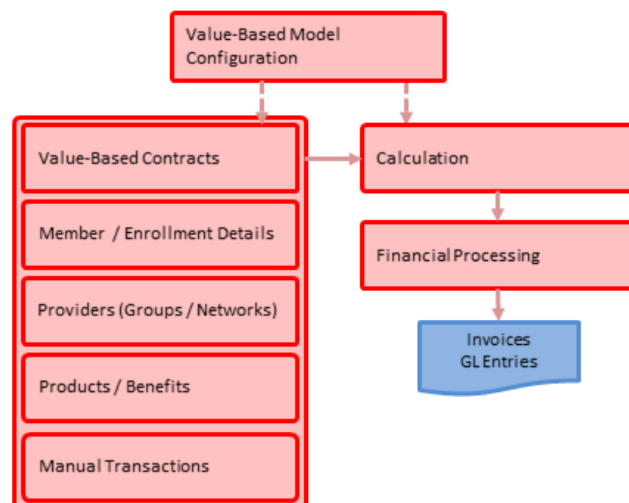 Value-Based Model
Configuration
Value-Based Contracts
Calculation
Member / Enrollment Details
Financial Processing
Providers (Groups / Networks)
Invoices
GL Entries
Products / Benefits
Manual Transactions